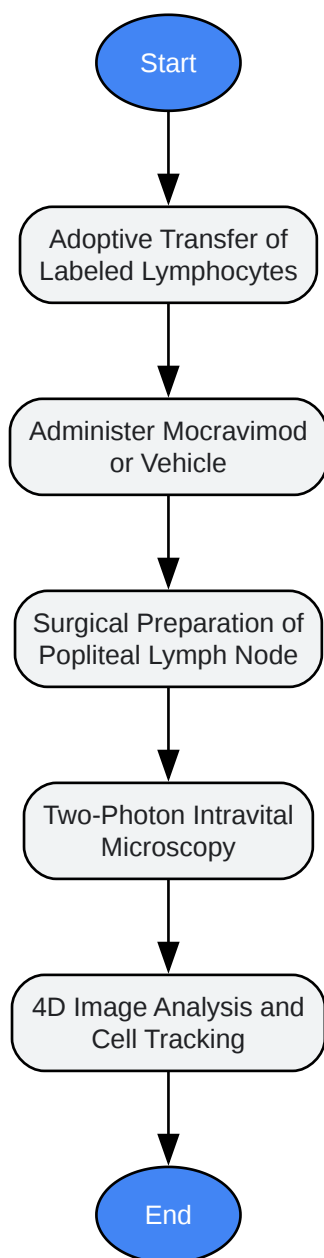 Start
Adoptive Transfer of
Labeled Lymphocytes
Administer Mocravimod
or Vehicle
Surgical Preparation of
Popliteal Lymph Node
Two-Photon Intravital
Microscopy
4D Image Analysis and
Cell Tracking
End